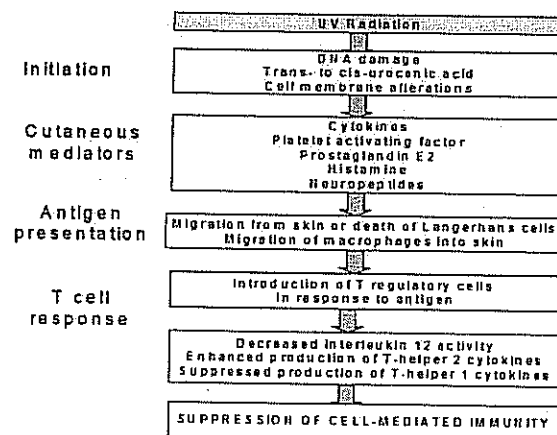 UV Radiation
Initiation
DNA damage
Trans- to cis-urocanic acid
Cell membrane alterations
Cutaneous
mediators
Cytokines
Platelet activating factor
Prostaglandin E2
Histamine
Neuropeptides
Antigen
presentation
Migration from skin or death of Langerhans cells
Migration of macrophages into skin
T cell
response
Introduction of T regulatory cells
in response to antigen
Decreased interleukin 12 activity
Enhanced production of T-helper 2 cytokines
Suppressed production of T-helper 1 cytokines
SUPPRESSION OF CELL-MEDIATED IMMUNITY